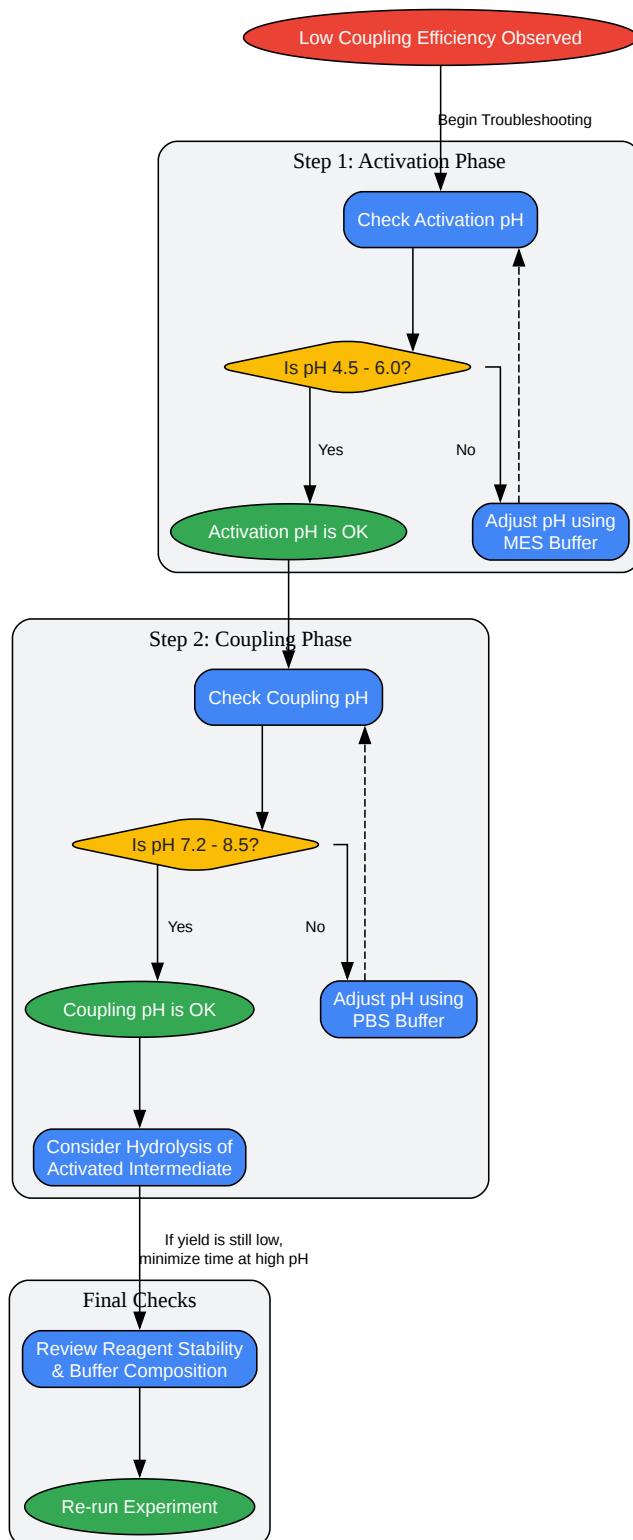 Low Coupling Efficiency Observed
Begin Troubleshooting
Step 1: Activation Phase
Check Activation pH
Is pH 4.5 - 6.0?
Yes
No
Activation pH is OK
Adjust pH using
MES Buffer
Step 2: Coupling Phase
Check Coupling pH
Is pH 7.2 - 8.5?
Yes
No
Coupling pH is OK
Adjust pH using
PBS Buffer
Consider Hydrolysis of
Activated Intermediate
If yield is still low,
minimize time at high pH
Final Checks
Review Reagent Stability
& Buffer Composition
Re-run Experiment